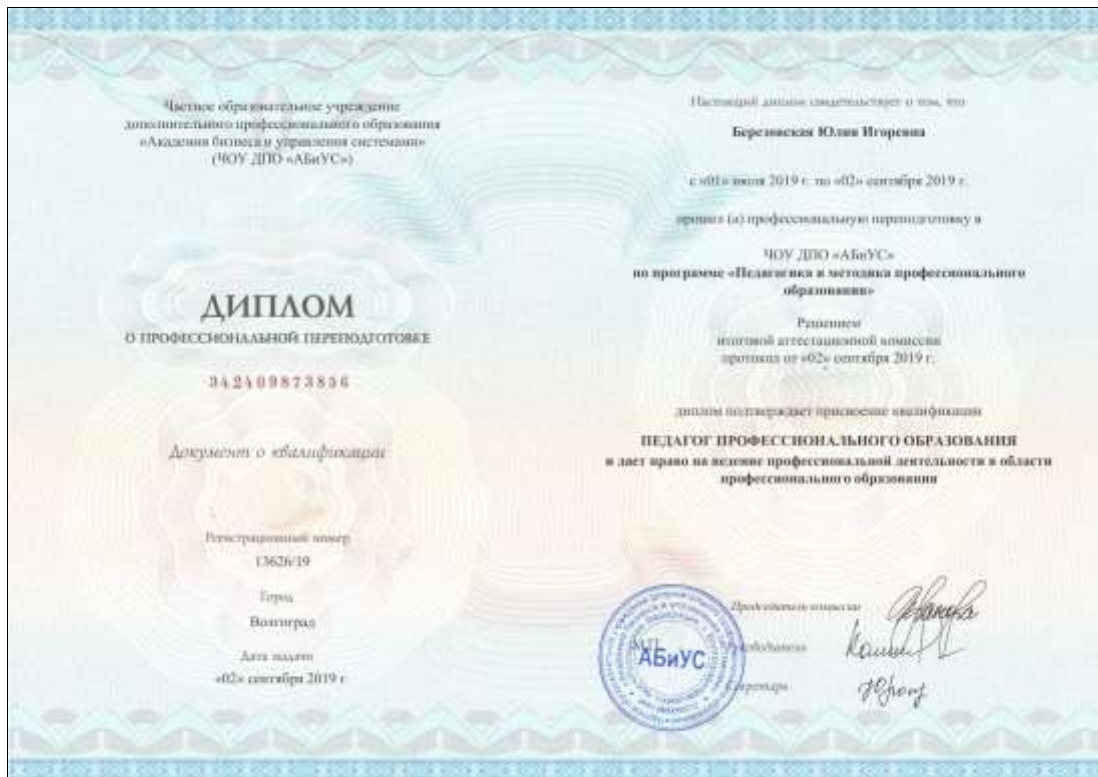 Частное образовательное учреждение
дополнительного профессионального образования
«Академия бизнеса и управления системами»
(ЧОУ ДПО «АБиУС»)
ДИПЛОМ
О ПРОФЕССИОНАЛЬНОЙ ПЕРЕПОДГОТОВКЕ
342409873856
Документ о квалификации
Регистрационный номер
13626/19
Город
Волгоград
Дата выдачи
«02» сентября 2019 г
Настоящий диплом свидетельствует о том, что
Березовская Юлия Игоревна
с «01» июля 2019 г. по «02» сентября 2019 г.
прошел (а) профессиональную переподготовку в
ЧОУ ДПО «АБиУС»
по программе «Педагогика и методика профессионального
образования»
Решением
итоговой аттестационной комиссии
протокол от «02» сентября 2019 г.
диплом подтверждает присвоение квалификации
ПЕДАГОГ ПРОФЕССИОНАЛЬНОГО ОБРАЗОВАНИЯ
и дает право на ведение профессиональной деятельности в области
профессионального образования
Председатель комиссии
М.П.
Руководитель
АБиУС
Секретарь